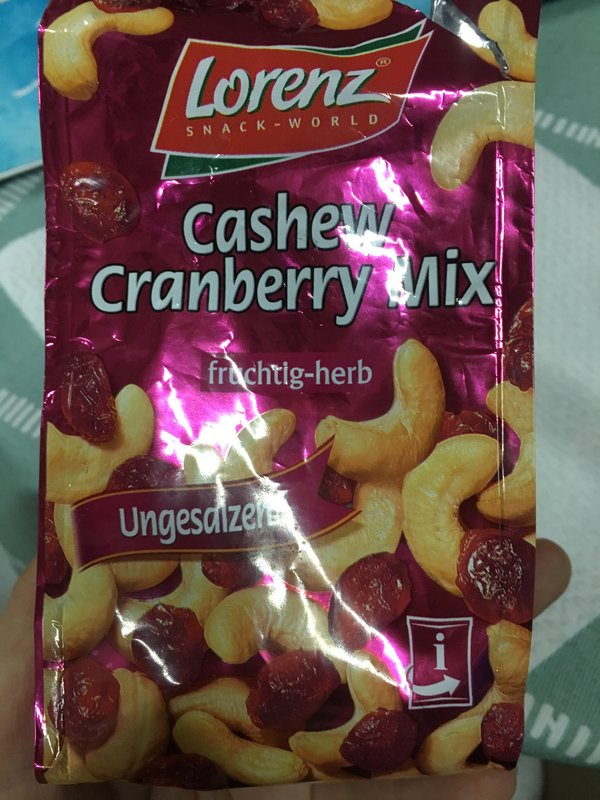 Lorenz®
SNACK-WORLD
Cashew
Cranberry Mix
fruchtig-herb
Ungesalzen
i